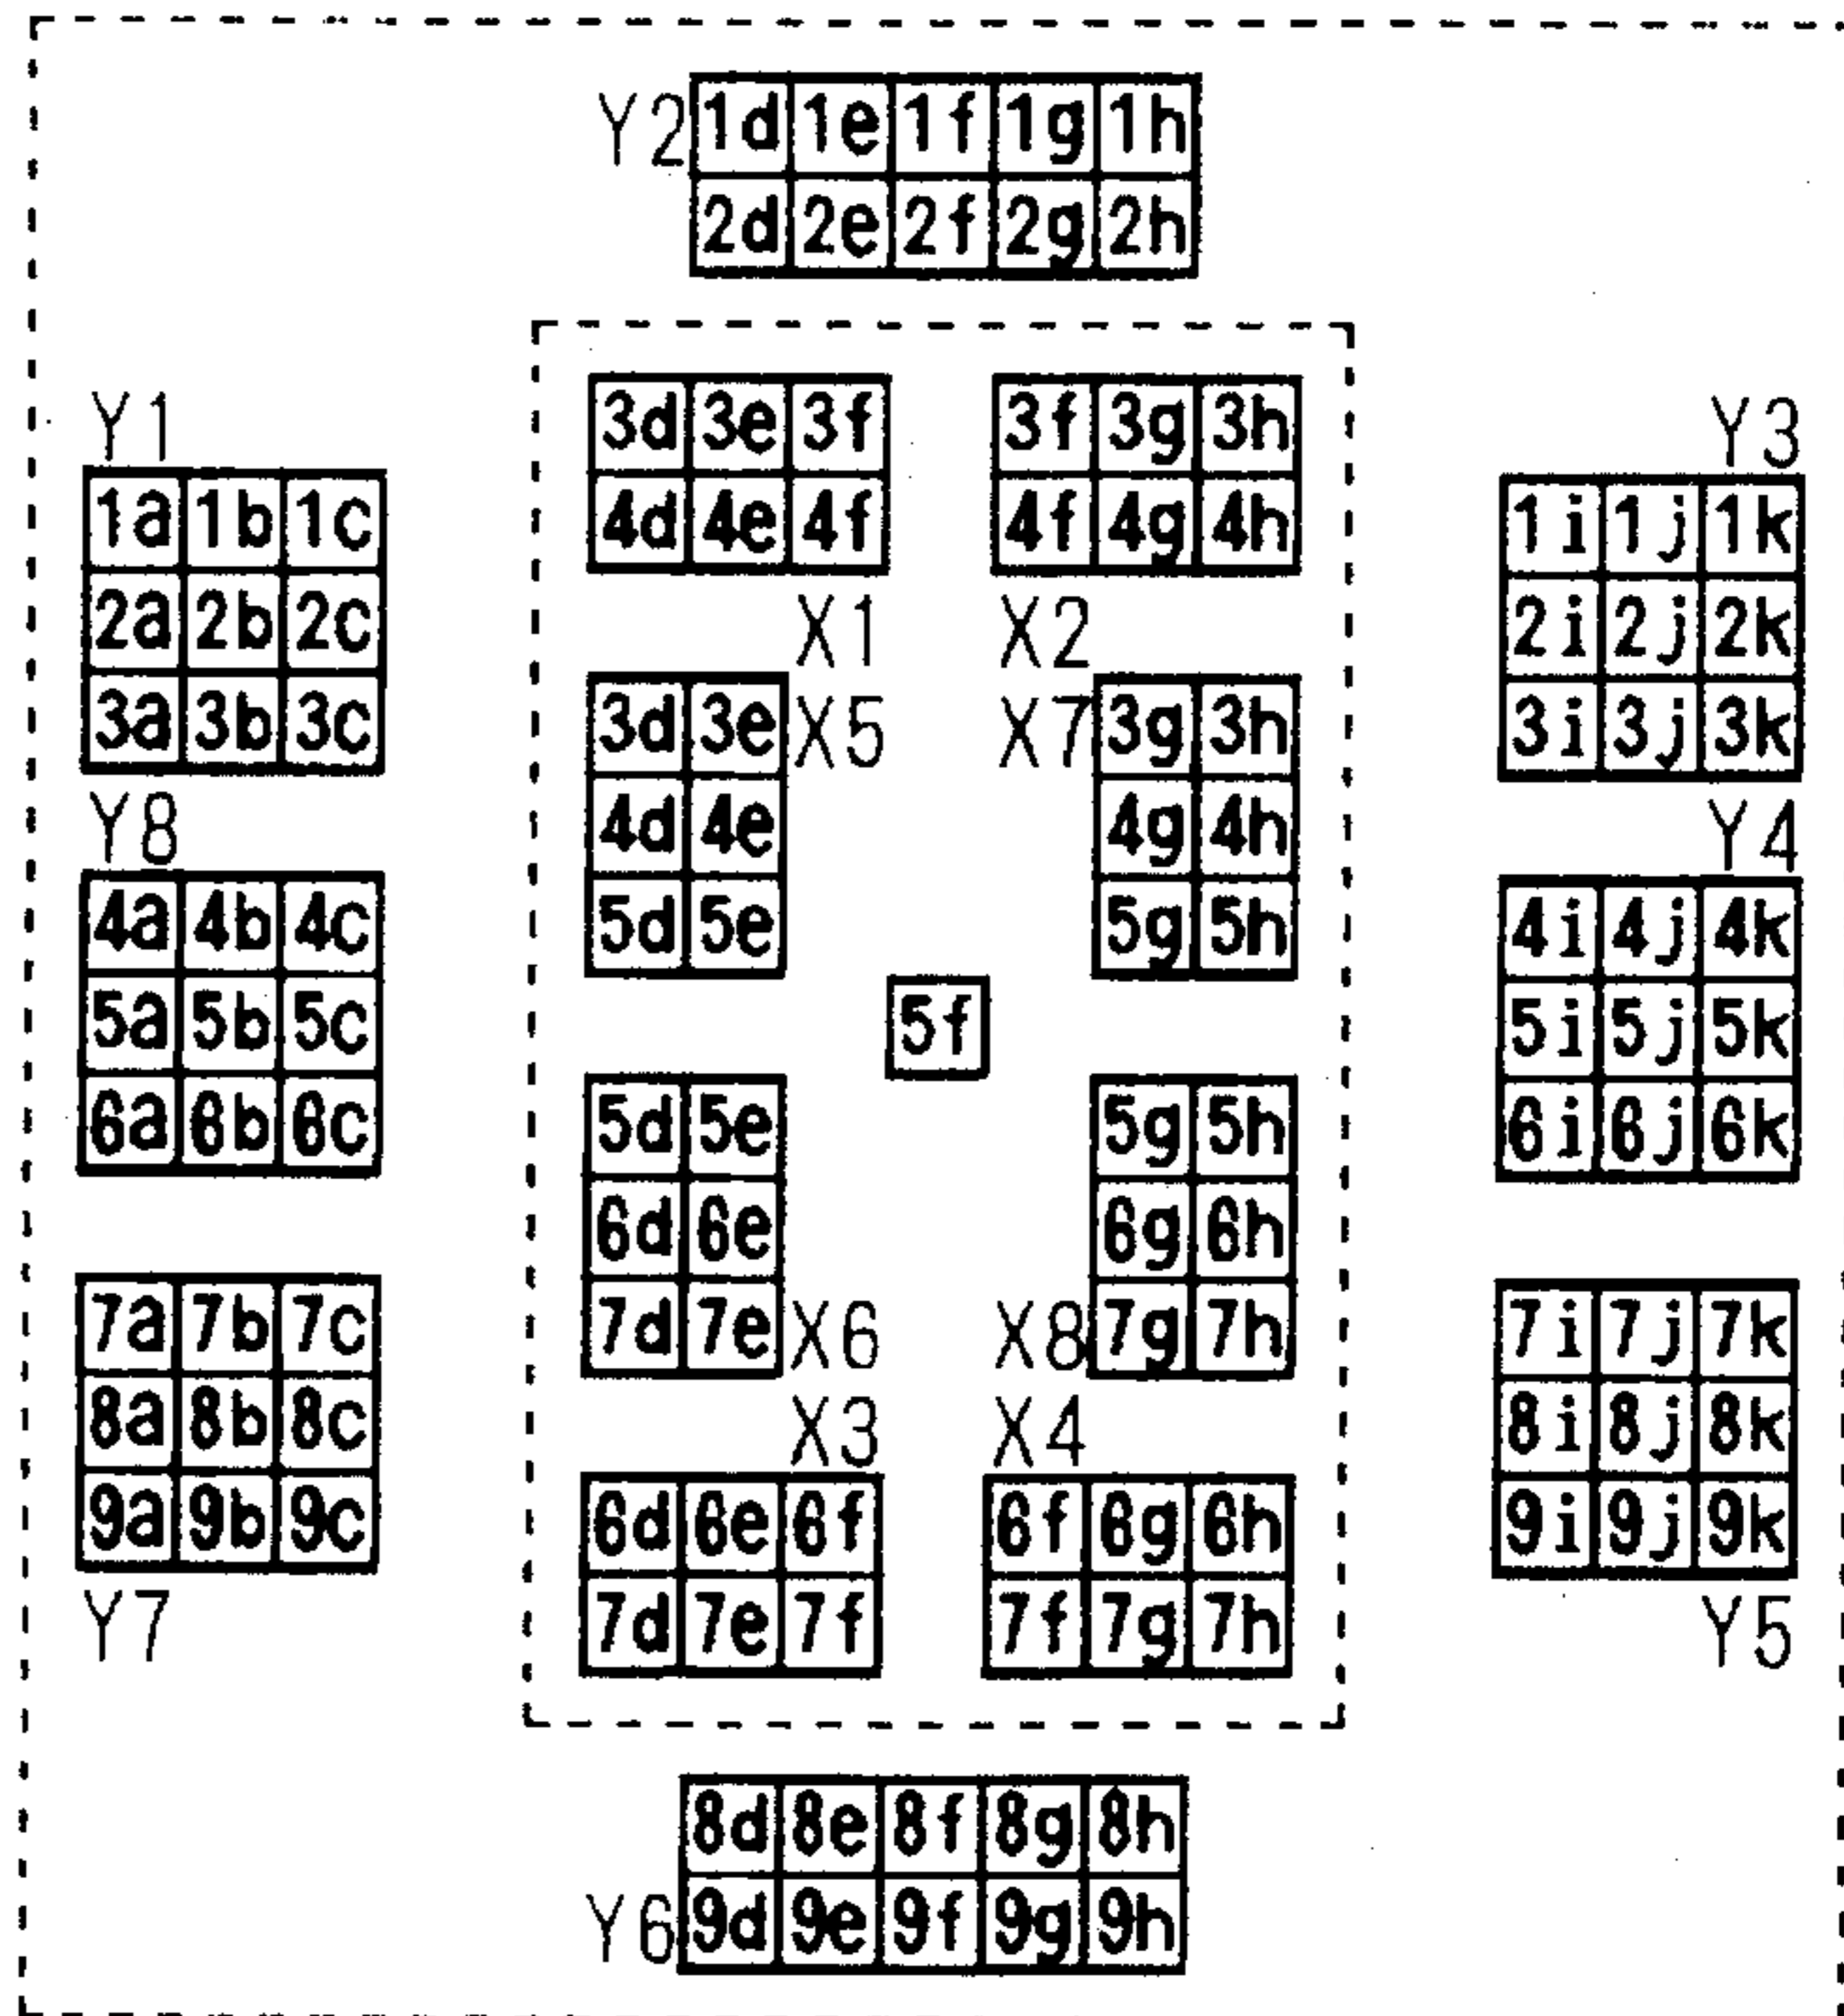 Y2 1d 1e 1f 1g 1h
2d 2e 2f 2g 2h
Y1
1a 1b 1c
2a 2b 2c
3a 3b 3c
Y8
4a 4b 4c
5a 5b 5c
6a 6b 6c
7a 7b 7c
8a 8b 8c
9a 9b 9c
Y7
3d 3e 3f
4d 4e 4f
X1
3f 3g 3h
4f 4g 4h
X2
3d 3e X5
4d 4e
5d 5e
X7 3g 3h
4g 4h
5g 5h
5f
5d 5e
6d 6e
7d 7e X6
5g 5h
6g 6h
X8 7g 7h
X3
6d 6e 6f
7d 7e 7f
X4
6f 6g 6h
7f 7g 7h
Y3
1i 1j 1k
2i 2j 2k
3i 3j 3k
Y4
4i 4j 4k
5i 5j 5k
6i 6j 6k
7i 7j 7k
8i 8j 8k
9i 9j 9k
Y5
8d 8e 8f 8g 8h
Y6 9d 9e 9f 9g 9h